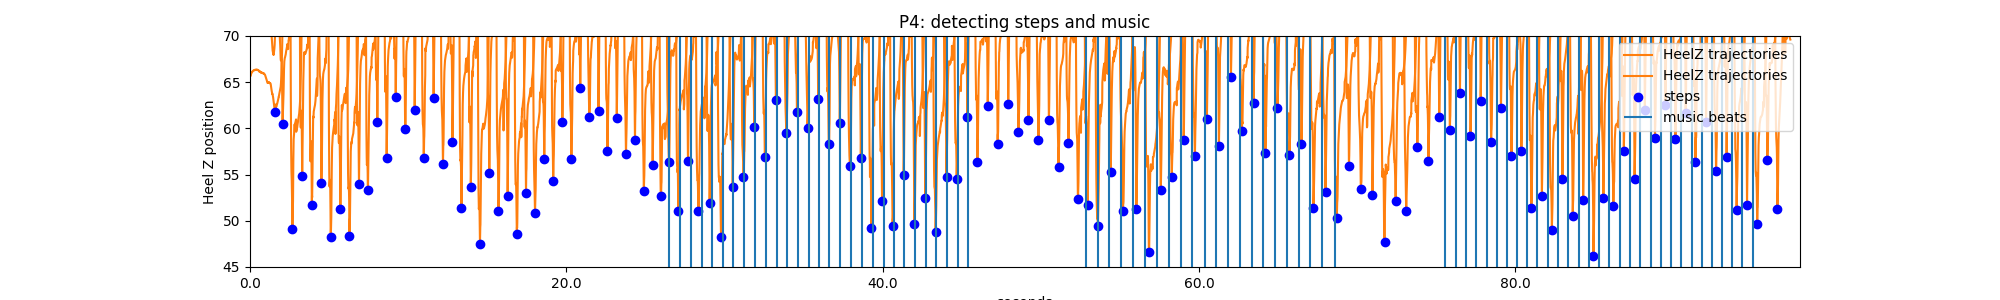 P4: detecting steps and music
Heel Z position
70
65
60
55
50
45
HeelZ trajectories
HeelZ trajectories
steps
music beats
0.0 20.0 40.0 60.0 80.0
seconds